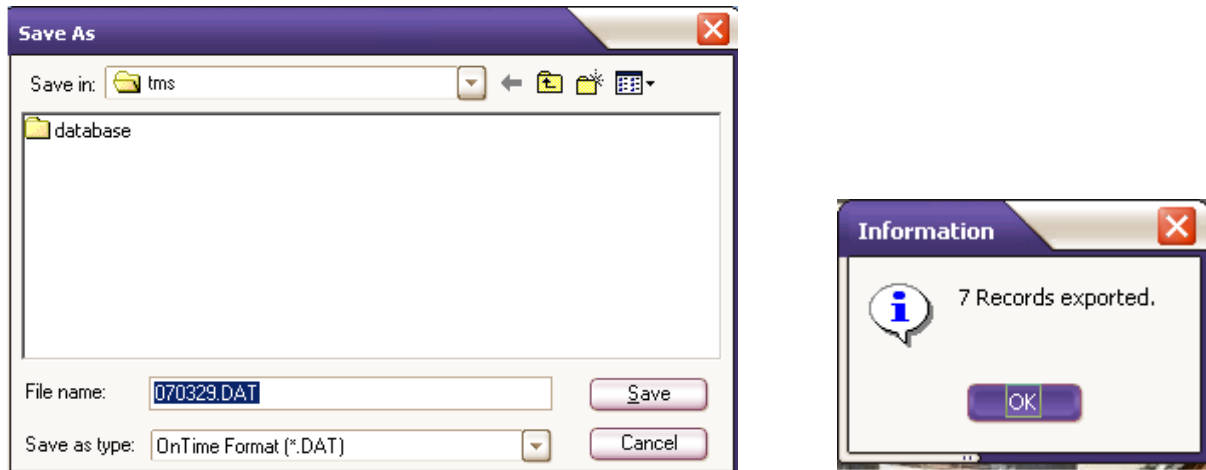 Save As
Save in: tms
database
File name: 070329.DAT Save
Save as type: OnTime Format (*.DAT) Cancel
Information
7 Records exported.
OK